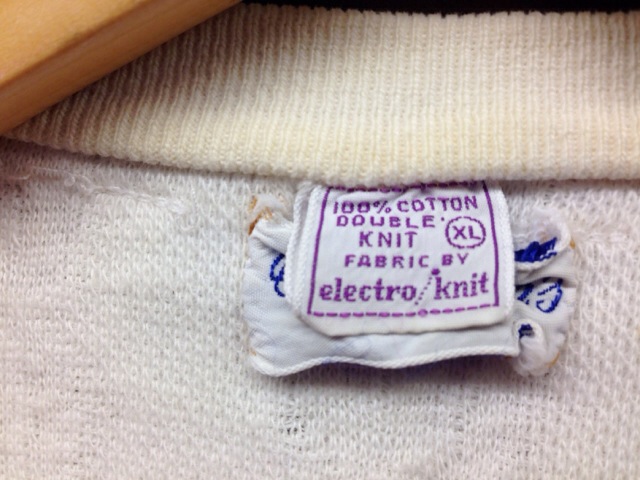 100% COTTON
DOUBLE
KNIT XL
FABRIC BY
electro/knit